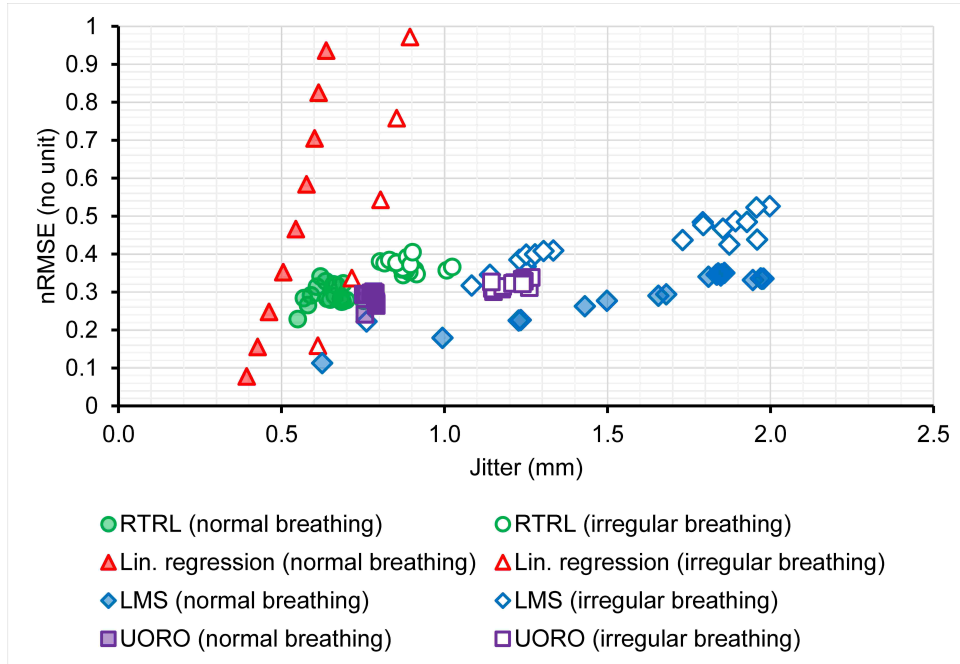 1
0.9
0.8
0.7
0.6
0.5
0.4
0.3
0.2
0.1
0
nRMSE (no unit)
0.0 0.5 1.0 1.5 2.0 2.5
Jitter (mm)
RTRL (normal breathing) RTRL (irregular breathing)
Lin. regression (normal breathing) Lin. regression (irregular breathing)
LMS (normal breathing) LMS (irregular breathing)
UORO (normal breathing) UORO (irregular breathing)